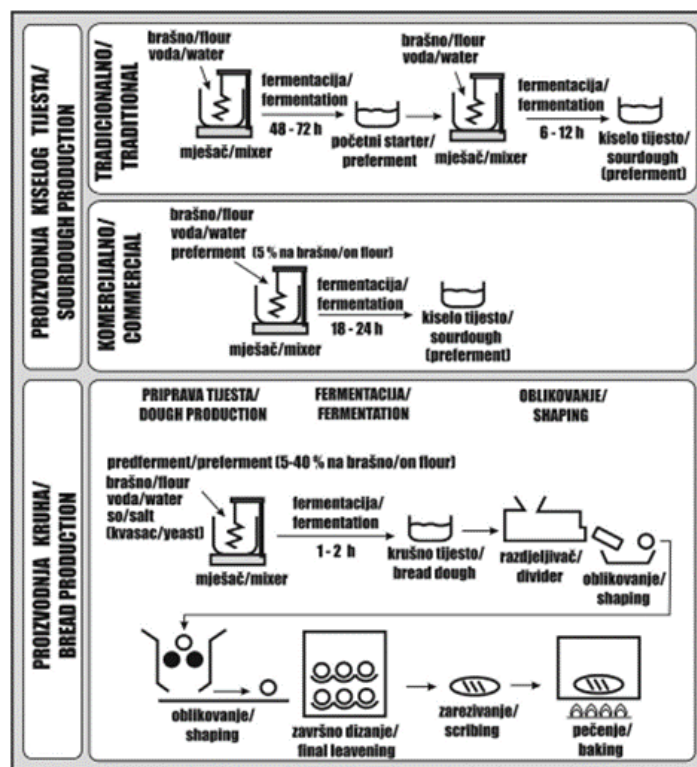 PROIZVODNJA KISELOG TIJESTA/
SOURDOUGH PRODUCTION
TRADICIONALNO/
TRADITIONAL
brašno/flour
voda/water
mješač/mixer
fermentacija/
fermentation
48 - 72 h
početni starter/
preferment
brašno/flour
voda/water
mješač/mixer
fermentacija/
fermentation
6 - 12 h
kiselo tijesto/
sourdough
(preferment)
KOMERCIJALNO/
COMMERCIAL
brašno/flour
voda/water
preferment (5 % na brašno/on flour)
mješač/mixer
fermentacija/
fermentation
18 - 24 h
kiselo tijesto/
sourdough
(preferment)
PROIZVODNJA KRUHA/
BREAD PRODUCTION
PRIPRAVA TIJESTA/
DOUGH PRODUCTION
FERMENTACIJA/
FERMENTATION
OBLIKOVANJE/
SHAPING
predferment/preferment (5-40 % na brašno/on flour)
brašno/flour
voda/water
so/salt
(kvasac/yeast)
mješač/mixer
fermentacija/
fermentation
1 - 2 h
krušno tijesto/
bread dough
razdjeljivač/
divider
oblikovanje/
shaping
oblikovanje/
shaping
završno dizanje/
final leavening
zarezivanje/
scribing
pečenje/
baking